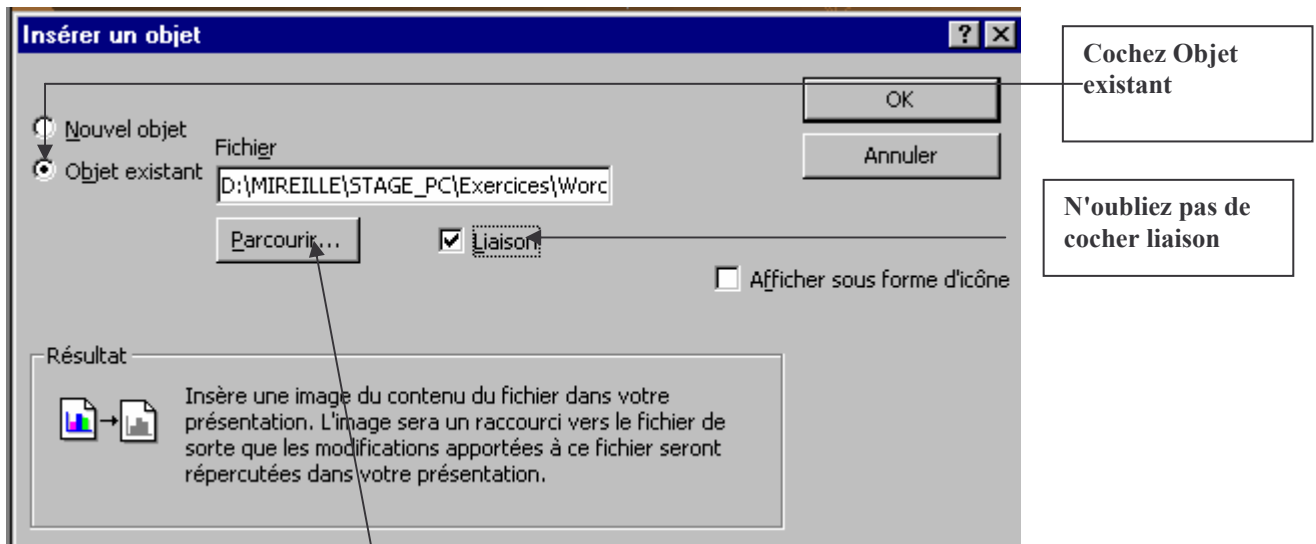 Insérer un objet
Cochez Objet
existant
OK
Nouvel objet
Fichier
Annuler
Objet existant
D:\MIREILLE\STAGE_PC\Exercices\Worc
N'oubliez pas de
cocher liaison
Parcourir...
Liaison
Afficher sous forme d'icône
Résultat
Insère une image du contenu du fichier dans votre
présentation. L'image sera un raccourci vers le fichier de
sorte que les modifications apportées à ce fichier seront
répercutées dans votre présentation.